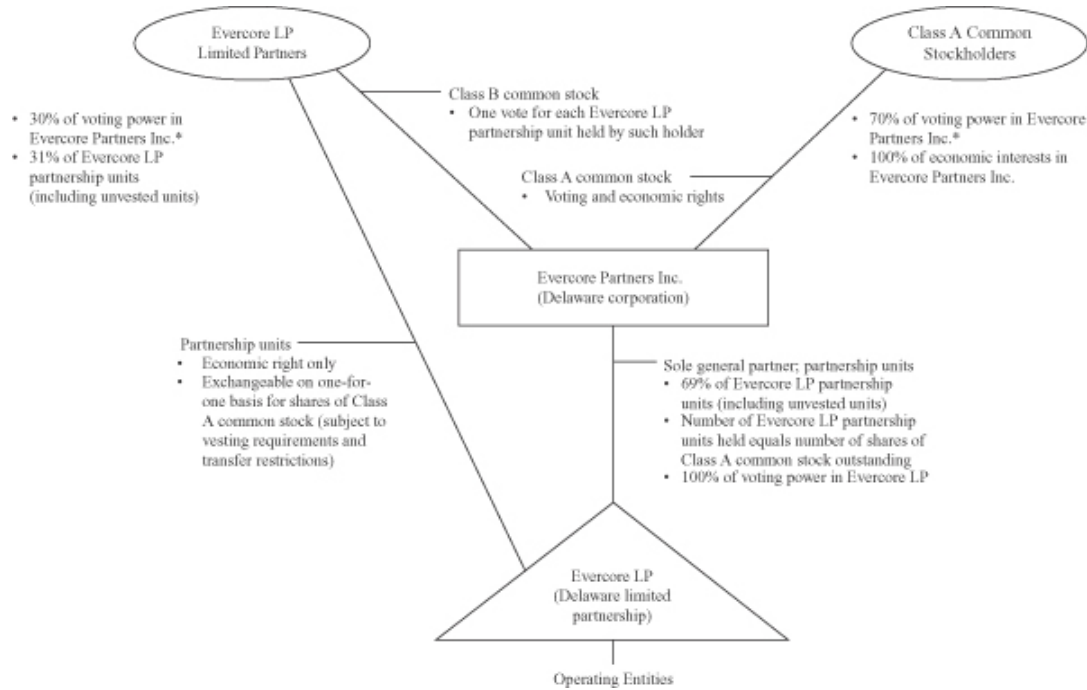 Evercore LP
Limited Partners
Class A Common
Stockholders
• 30% of voting power in
Evercore Partners Inc.*
• 31% of Evercore LP
partnership units
(including unvested units)
Class B common stock
• One vote for each Evercore LP
partnership unit held by such holder
• 70% of voting power in Evercore
Partners Inc.*
• 100% of economic interests in
Evercore Partners Inc.
Class A common stock
• Voting and economic rights
Evercore Partners Inc.
(Delaware corporation)
Partnership units
• Economic right only
• Exchangeable on one-for-
one basis for shares of Class
A common stock (subject to
vesting requirements and
transfer restrictions)
Sole general partner; partnership units
• 69% of Evercore LP partnership
units (including unvested units)
• Number of Evercore LP partnership
units held equals number of shares of
Class A common stock outstanding
• 100% of voting power in Evercore LP
Evercore LP
(Delaware limited
partnership)
Operating Entities